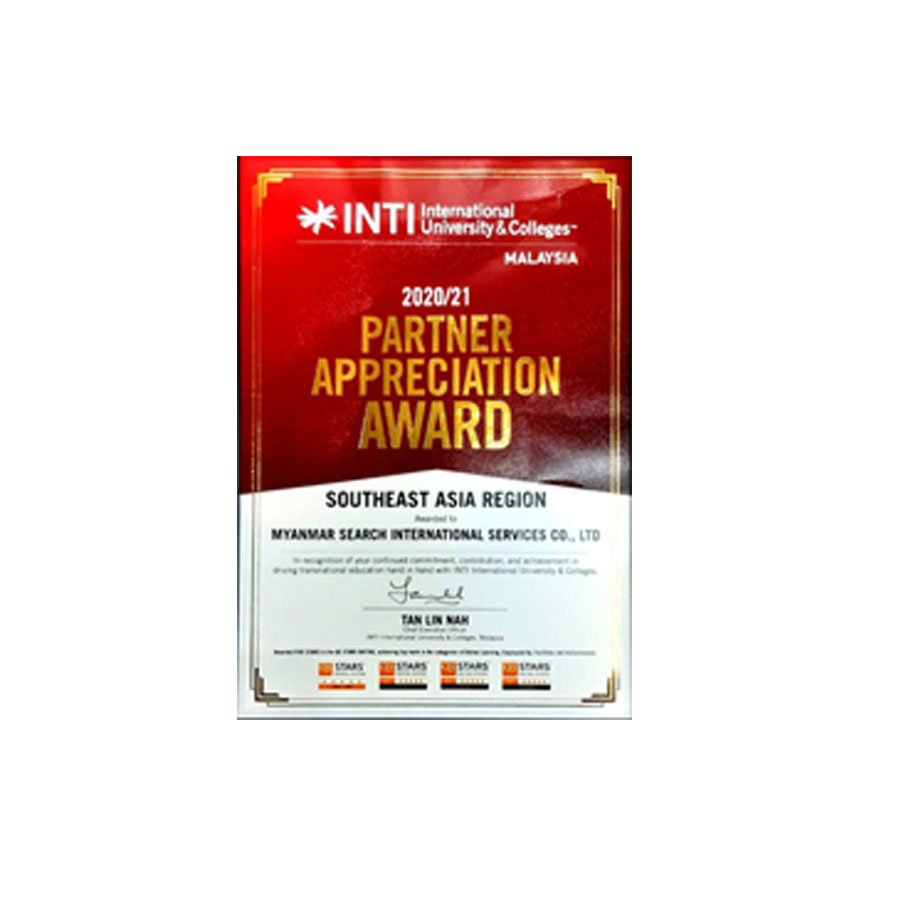 INTI International
University & Colleges
MALAYSIA
2020/21
PARTNER
APPRECIATION
AWARD
SOUTHEAST ASIA REGION
Awarded to
MYANMAR SEARCH INTERNATIONAL SERVICES CO., LTD
In recognition of your continued commitment, contribution, and achievement in
driving transnational education hand in hand with INTI International University & Colleges.
TAN LIN NAH
Chief Executive Officer
INTI International University & Colleges, Malaysia
STARS STARS STARS STARS